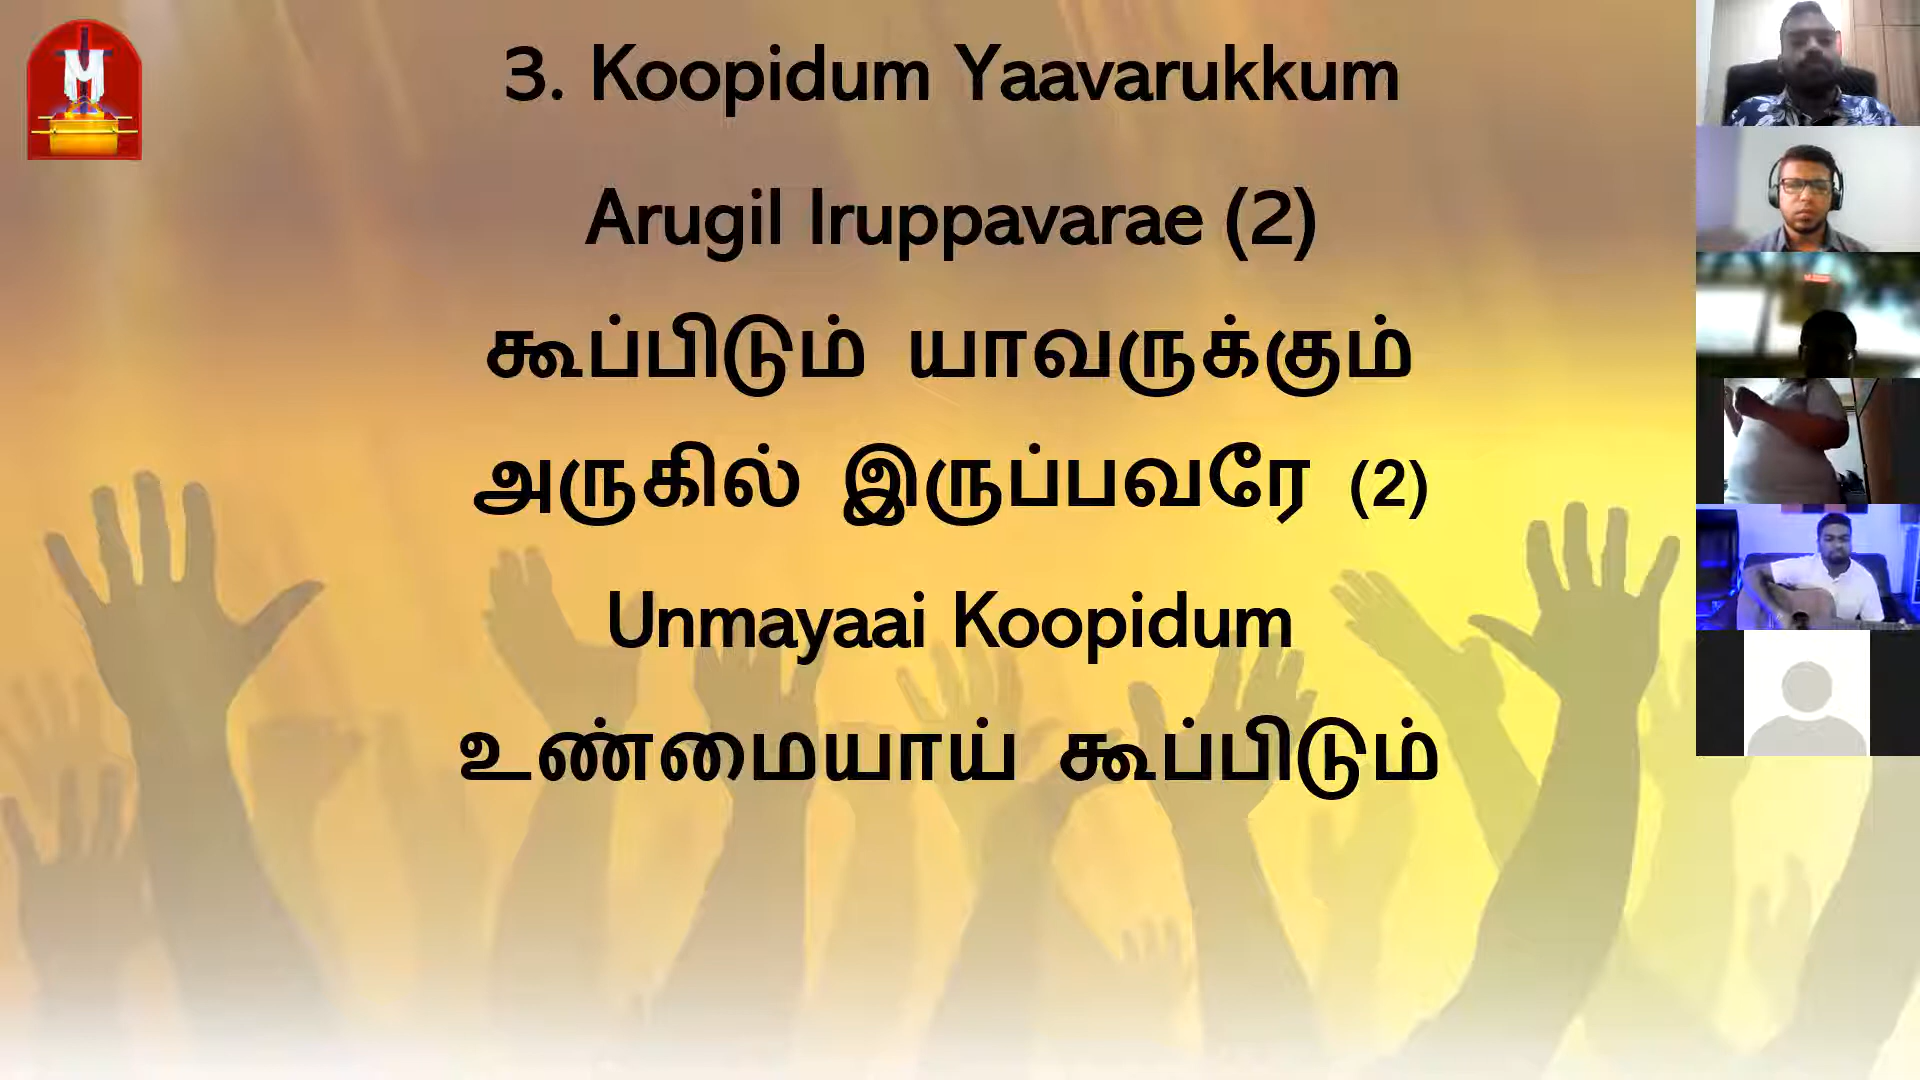 3. Koopidum Yaavarukkum
Arugil Iruppavarae (2)
கூப்பிடும் யாவருக்கும்
அருகில் இருப்பவரே (2)
Unmayaai Koopidum
உண்மையாய் கூப்பிடும்